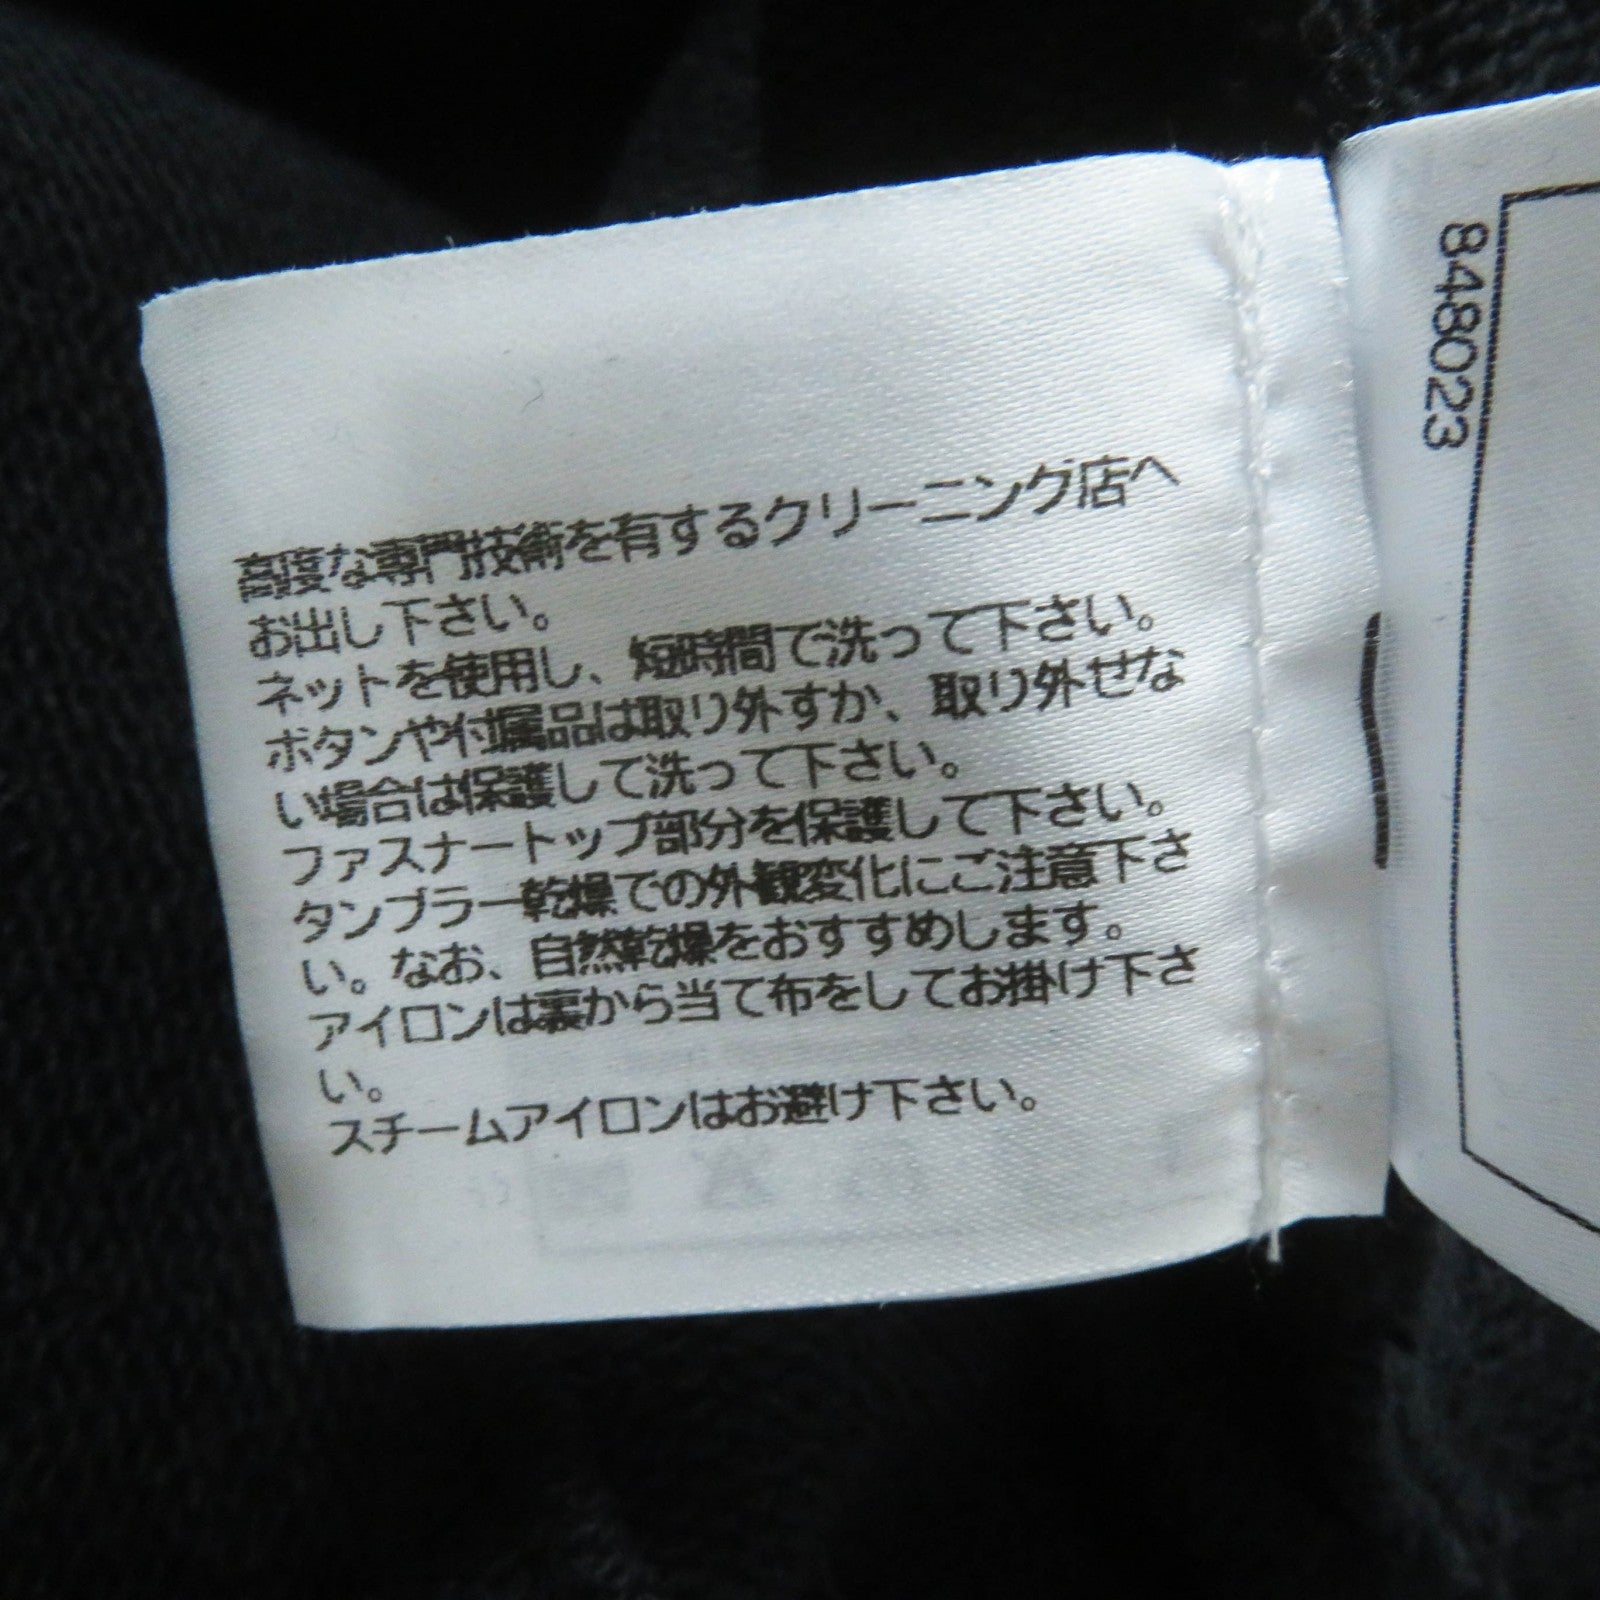 高度な専門技術を有するクリーニング店へ
お出し下さい。
ネットを使用し、短時間で洗って下さい。
ボタンや付属品は取り外すか、取り外せな
い場合は保護して洗って下さい。
ファスナートップ部分を保護して下さい。
タンブラー乾燥での外観変化にご注意下さ
い。なお、自然乾燥をおすすめします。
アイロンは裏から当て布をしてお掛け下さ
い。
スチームアイロンはお避け下さい。
848023